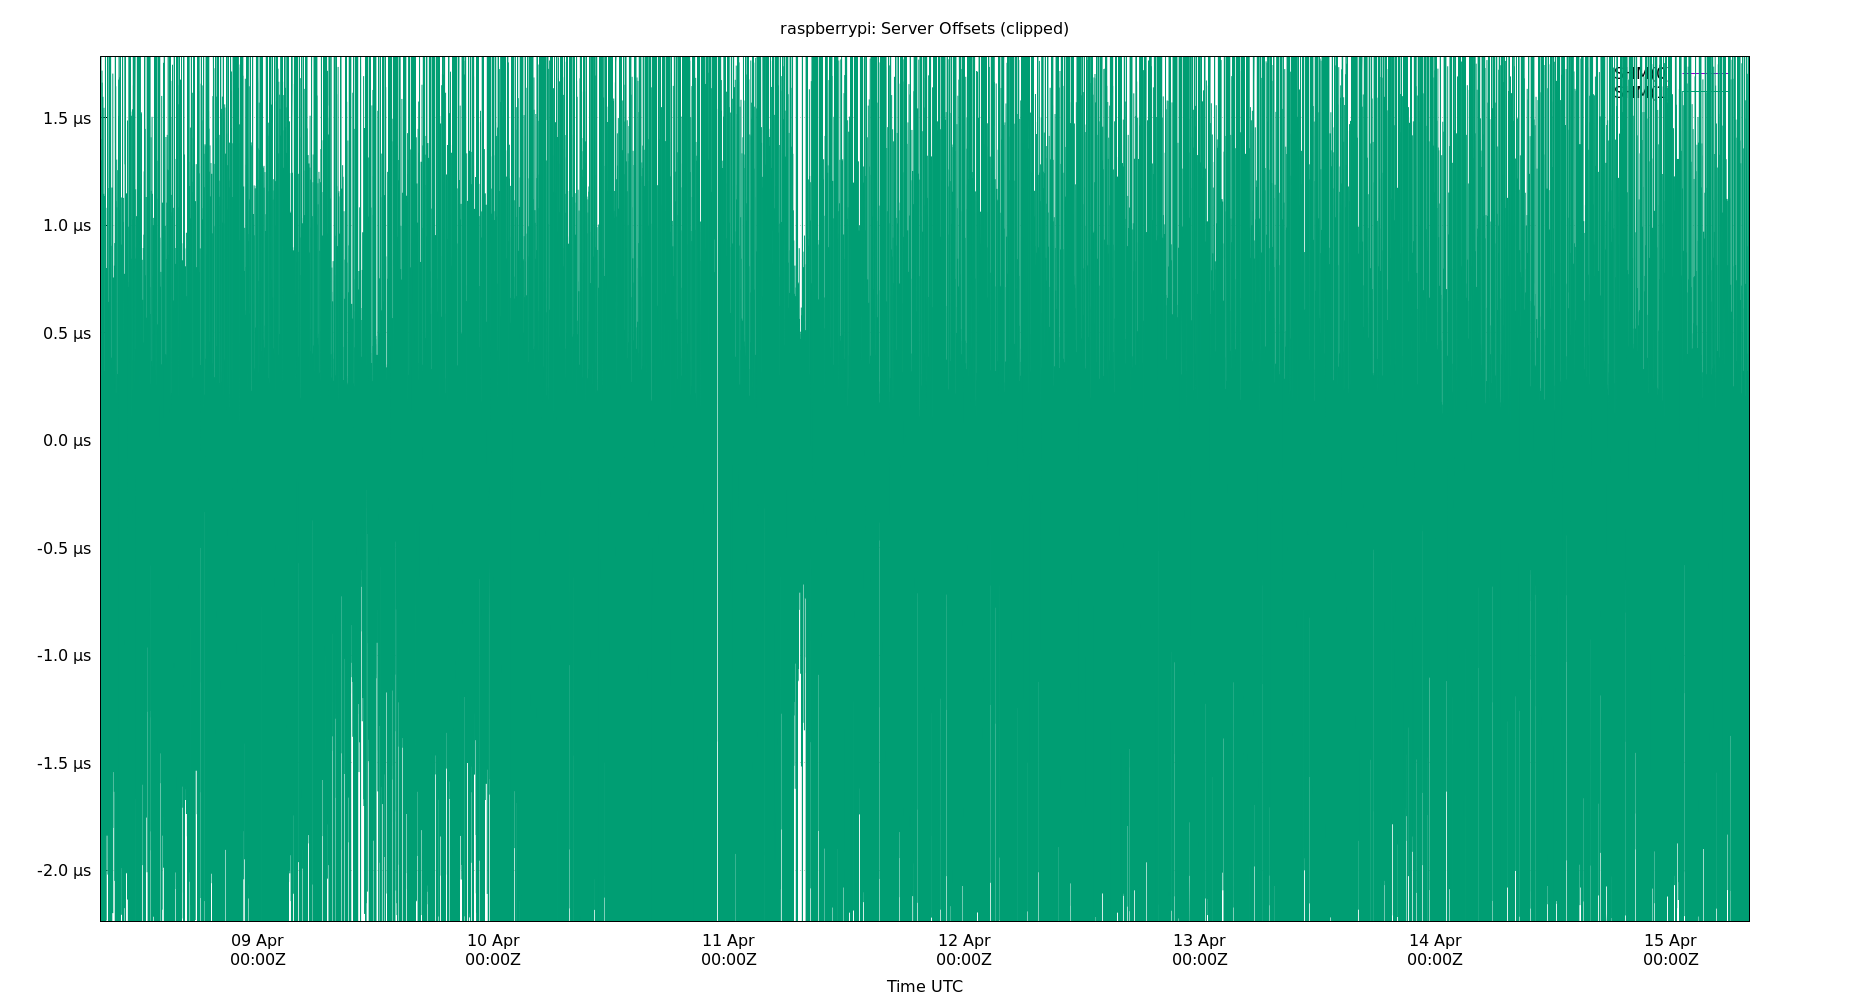 raspberrypi: Server Offsets (clipped)
1.5 µs
1.0 µs
0.5 µs
0.0 µs
-0.5 µs
-1.0 µs
-1.5 µs
-2.0 µs
09 Apr 10 Apr 11 Apr 12 Apr 13 Apr 14 Apr 15 Apr
00:00Z 00:00Z 00:00Z 00:00Z 00:00Z 00:00Z 00:00Z
Time UTC